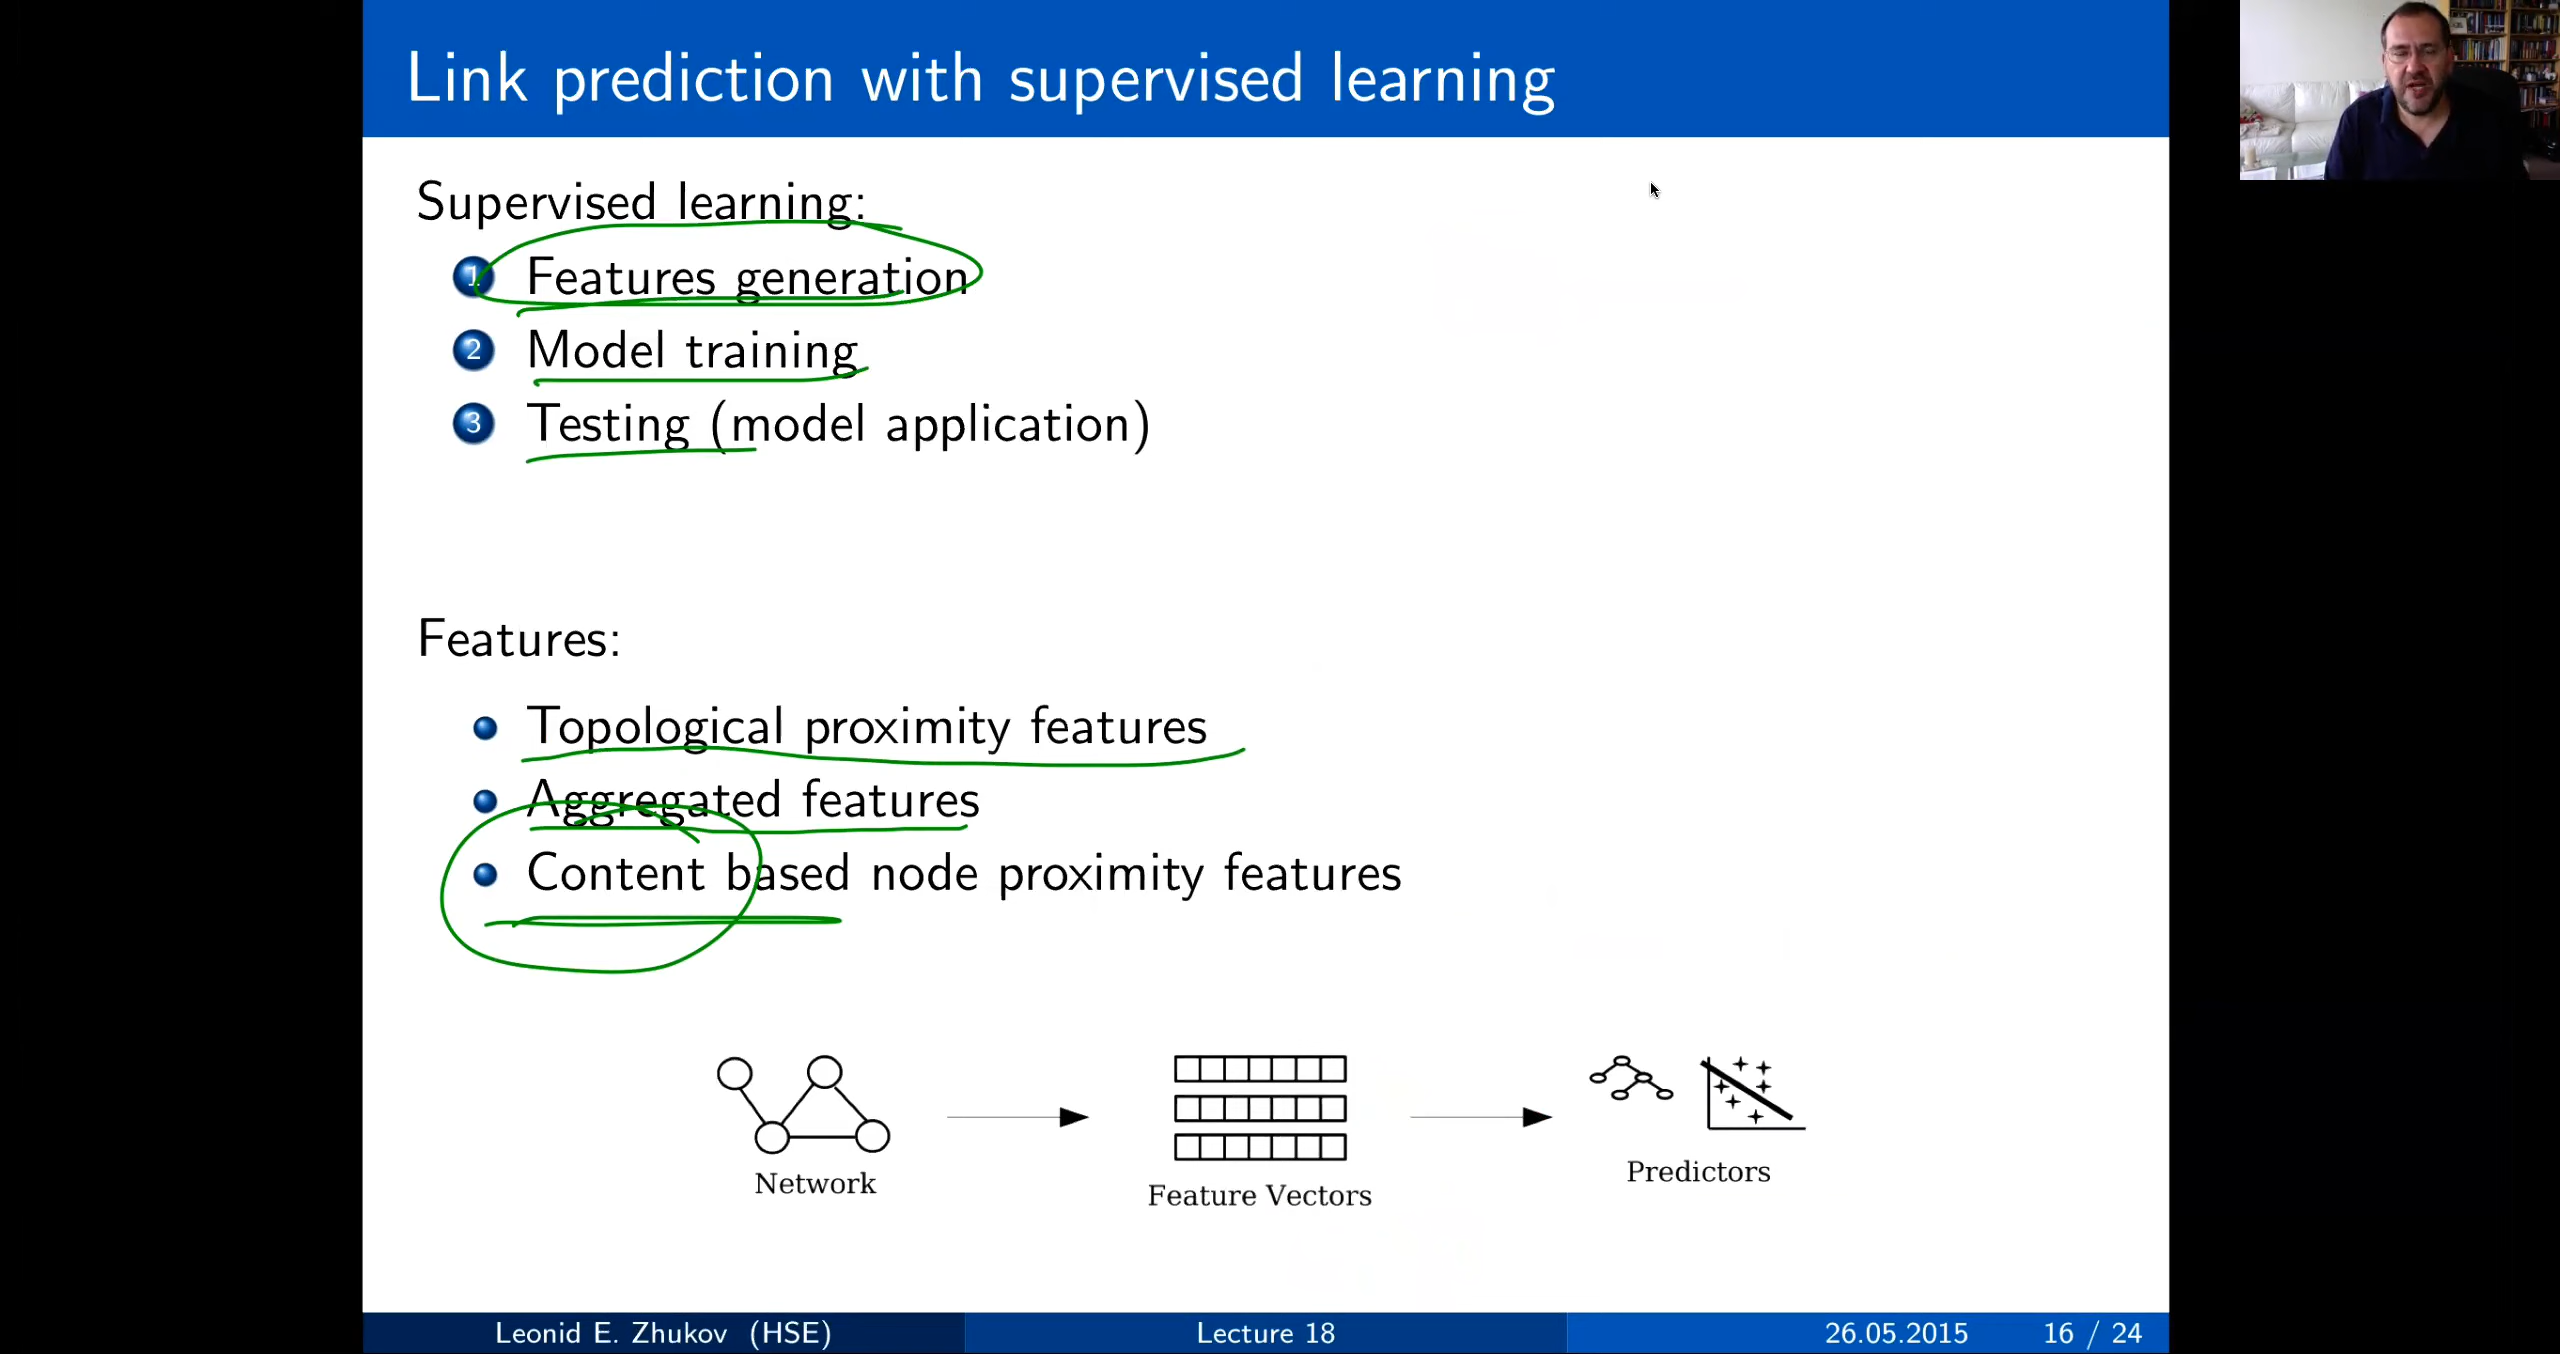 Link prediction with supervised learning
Supervised learning:
1 Features generation
2 Model training
3 Testing (model application)
Features:
Topological proximity features
Aggregated features
Content based node proximity features
Network
Feature Vectors
Predictors
Leonid E. Zhukov (HSE) Lecture 18 26.05.2015 16 / 24